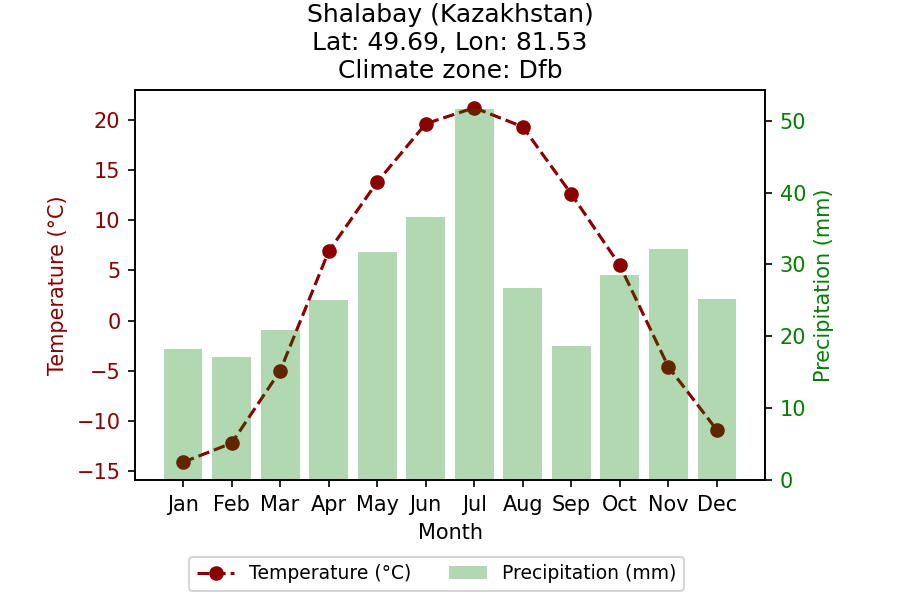 Shalabay (Kazakhstan)
Lat: 49.69, Lon: 81.53
Climate zone: Dfb
Temperature (°C)
20
15
10
5
0
−5
−10
−15
50
40
30
20
10
0
Precipitation (mm)
Jan Feb Mar Apr May Jun Jul Aug Sep Oct Nov Dec
Month
Temperature (°C) Precipitation (mm)